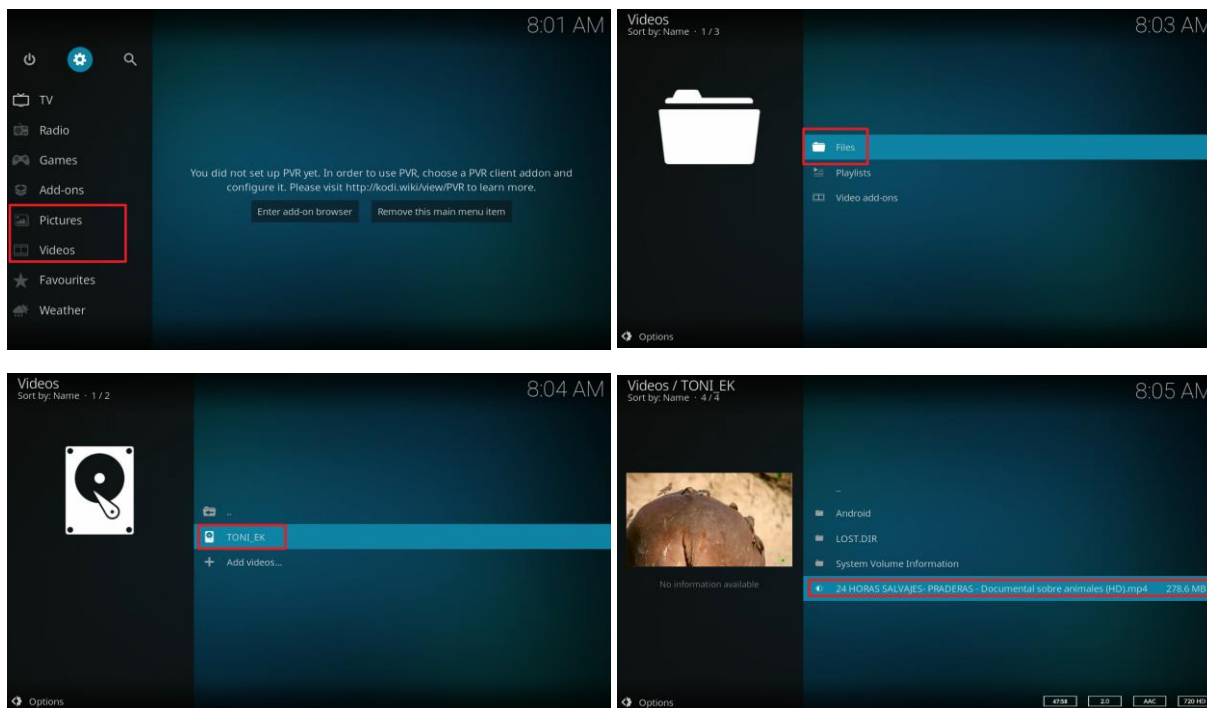 8:01 AM
TV
Radio
Games
Add-ons
Pictures
Videos
Favourites
Weather
You did not set up PVR yet. In order to use PVR, choose a PVR client addon and
configure it. Please visit http://kodi.wiki/view/PVR to learn more.
Enter add-on browser
Remove this main menu item
Videos
Sort by: Name · 1 / 3
8:03 AM
Files
Playlists
Video add-ons
Options
Videos
Sort by: Name · 1 / 2
8:04 AM
..
TONI_EK
Add videos...
Options
Videos / TONI_EK
Sort by: Name · 4 / 4
8:05 AM
..
Android
LOST.DIR
System Volume Information
24 HORAS SALVAJES- PRADERAS - Documental sobre animales (HD).mp4 278.6 MB
No information available
Options
47:58
2.0
AAC
720 HD